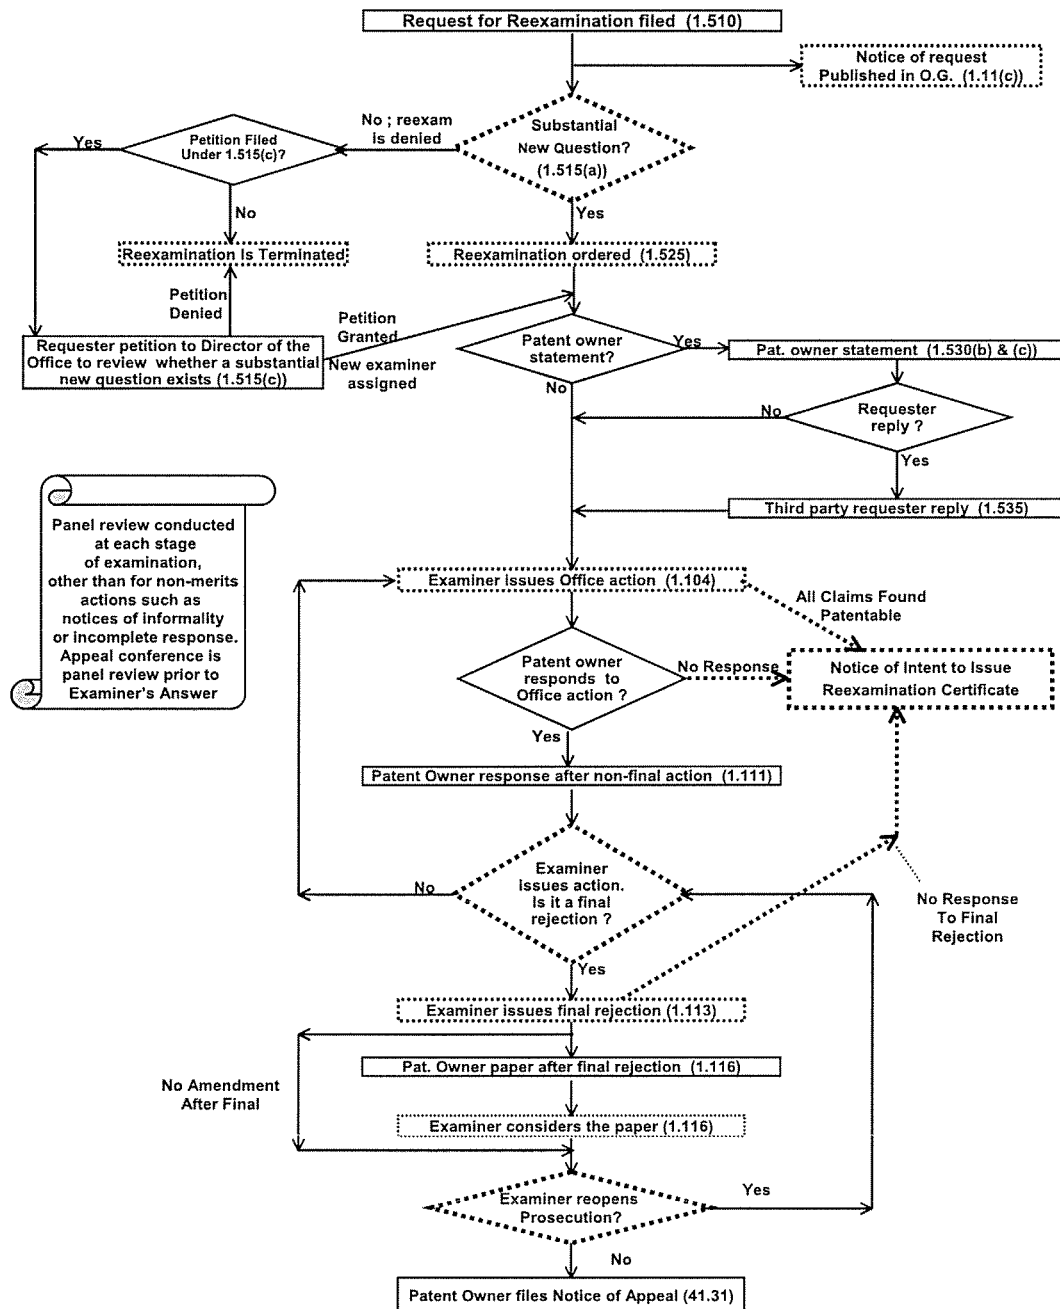 Request for Reexamination filed (1.510)
Notice of request
Published in O.G. (1.11(c))
No ; reexam
is denied
Substantial
New Question?
(1.515(a))
Yes
Petition Filed
Under 1.515(c)?
No
Yes
Reexamination Is Terminated
Reexamination ordered (1.525)
Petition
Denied
Petition
Granted
New examiner
assigned
Requester petition to Director of the
Office to review whether a substantial
new question exists (1.515(c))
Patent owner
statement?
Yes
Pat. owner statement (1.530(b) & (c))
No
No
Requester
reply ?
Yes
Third party requester reply (1.535)
Panel review conducted
at each stage
of examination,
other than for non-merits
actions such as
notices of informality
or incomplete response.
Appeal conference is
panel review prior to
Examiner's Answer
Examiner issues Office action (1.104)
All Claims Found
Patentable
Patent owner
responds to
Office action ?
No Response
Notice of Intent to Issue
Reexamination Certificate
Yes
Patent Owner response after non-final action (1.111)
Examiner
issues action.
Is it a final
rejection ?
No
No Response
To Final
Rejection
Yes
Examiner issues final rejection (1.113)
Pat. Owner paper after final rejection (1.116)
No Amendment
After Final
Examiner considers the paper (1.116)
Examiner reopens
Prosecution?
Yes
No
Patent Owner files Notice of Appeal (41.31)